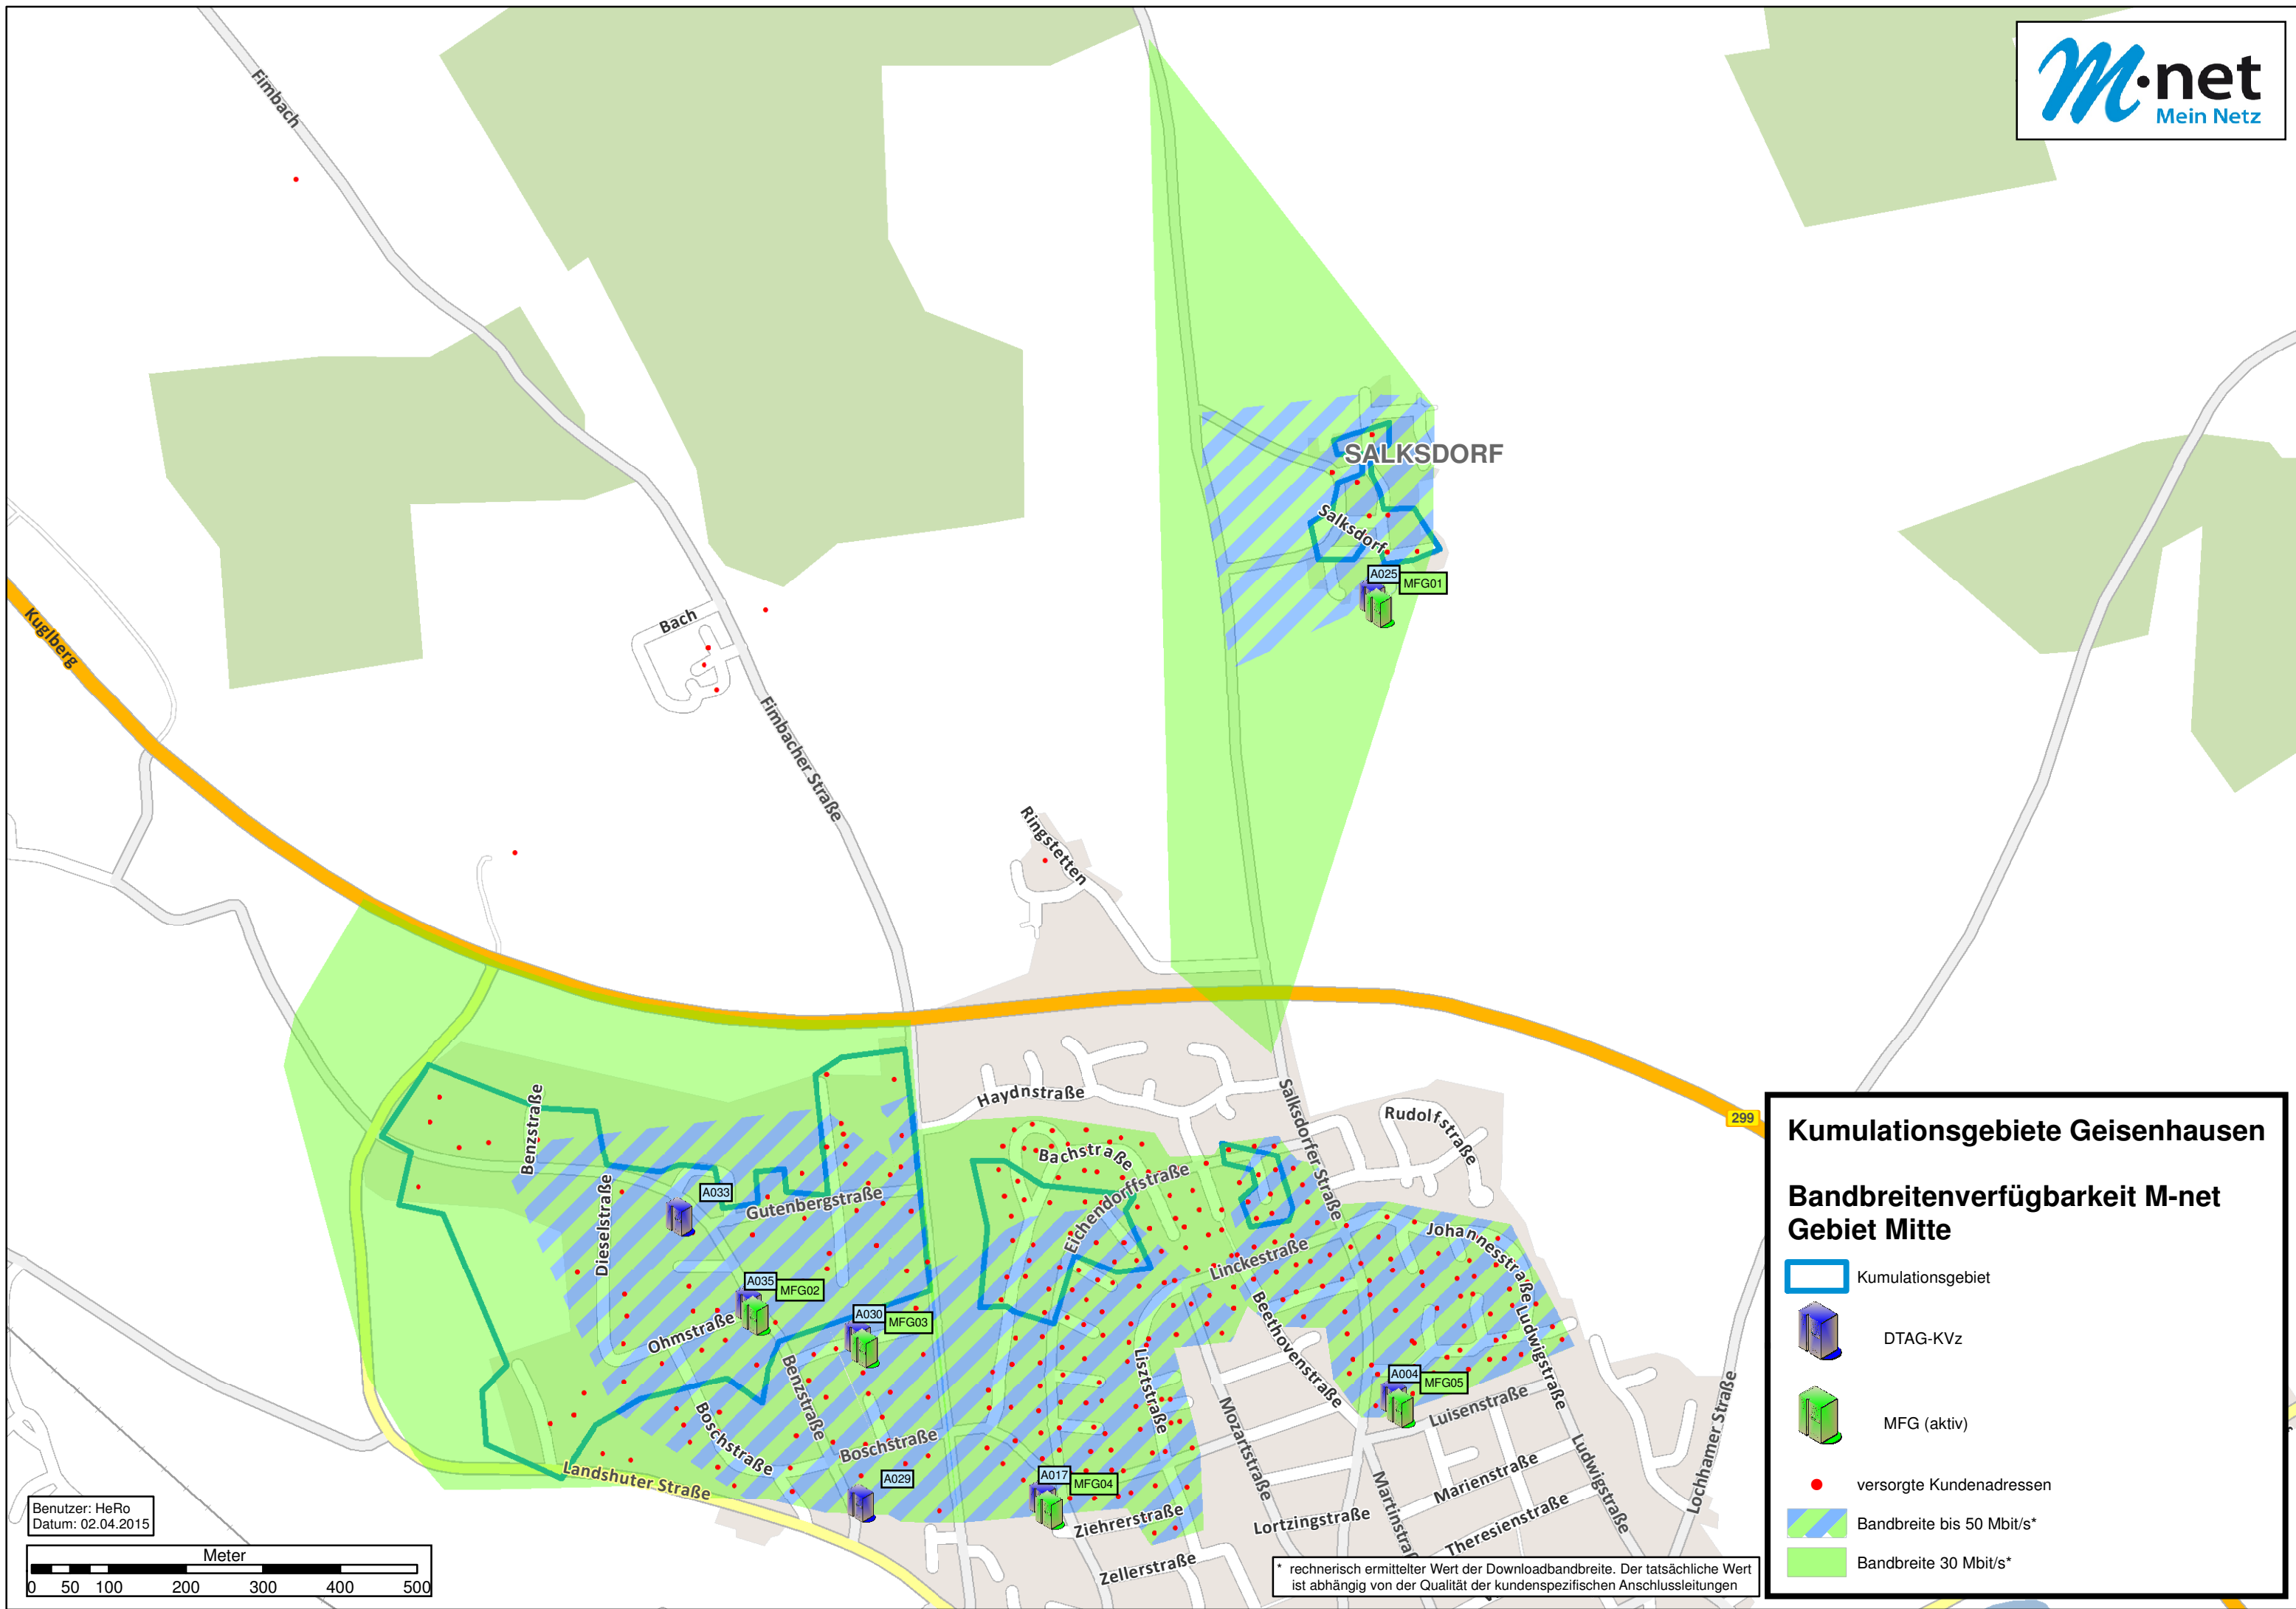 Fimbach
M·net
Mein Netz
SALKSDORF
Salksdorf
A025
MFG01
Kuglberg
Bach
Fimbacher Straße
Ringstetten
299
Haydnstraße
Salksdorfer Straße
Rudolfstraße
Benzstraße
Bachstraße
Eichendorffstraße
Dieselstraße
A033
Gutenbergstraße
Johannesstraße
Linckestraße
A035
MFG02
A030
MFG03
Ohmstraße
Beethovenstraße
Ludwigstraße
Benzstraße
Lisztstraße
A004
MFG05
Luisenstraße
Mozartstraße
Boschstraße
Boschstraße
Landshuter Straße
A029
A017
MFG04
Ziehrerstraße
Zellerstraße
Lortzingstraße
Martinstraß
Marienstraße
Theresienstraße
Ludwigstraße
Lochhamer Straße
Kumulationsgebiete Geisenhausen
Bandbreitenverfügbarkeit M-net
Gebiet Mitte
Kumulationsgebiet
DTAG-KVz
MFG (aktiv)
versorgte Kundenadressen
Bandbreite bis 50 Mbit/s*
Bandbreite 30 Mbit/s*
Benutzer: HeRo
Datum: 02.04.2015
Meter
0 50 100 200 300 400 500
* rechnerisch ermittelter Wert der Downloadbandbreite. Der tatsächliche Wert
ist abhängig von der Qualität der kundenspezifischen Anschlussleitungen